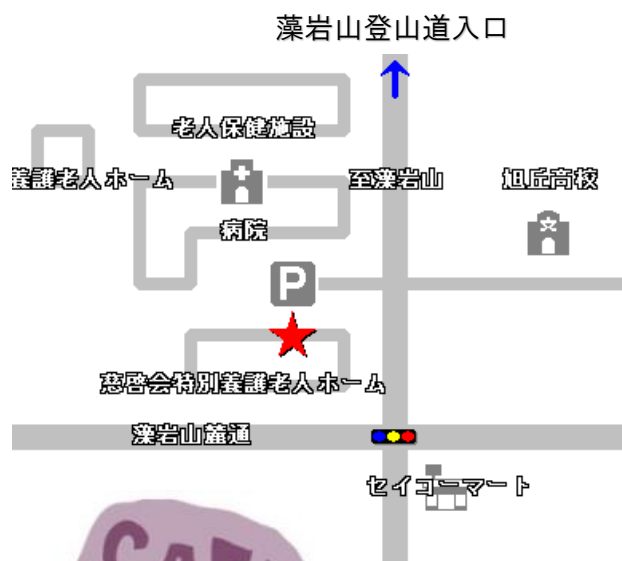 藻岩山登山道入口
老人保健施設
養護老人ホーム
至藻岩山
旭丘高校
文
病院
P
慈啓会特別養護老人ホーム
藻岩山麓通
セイコーマート